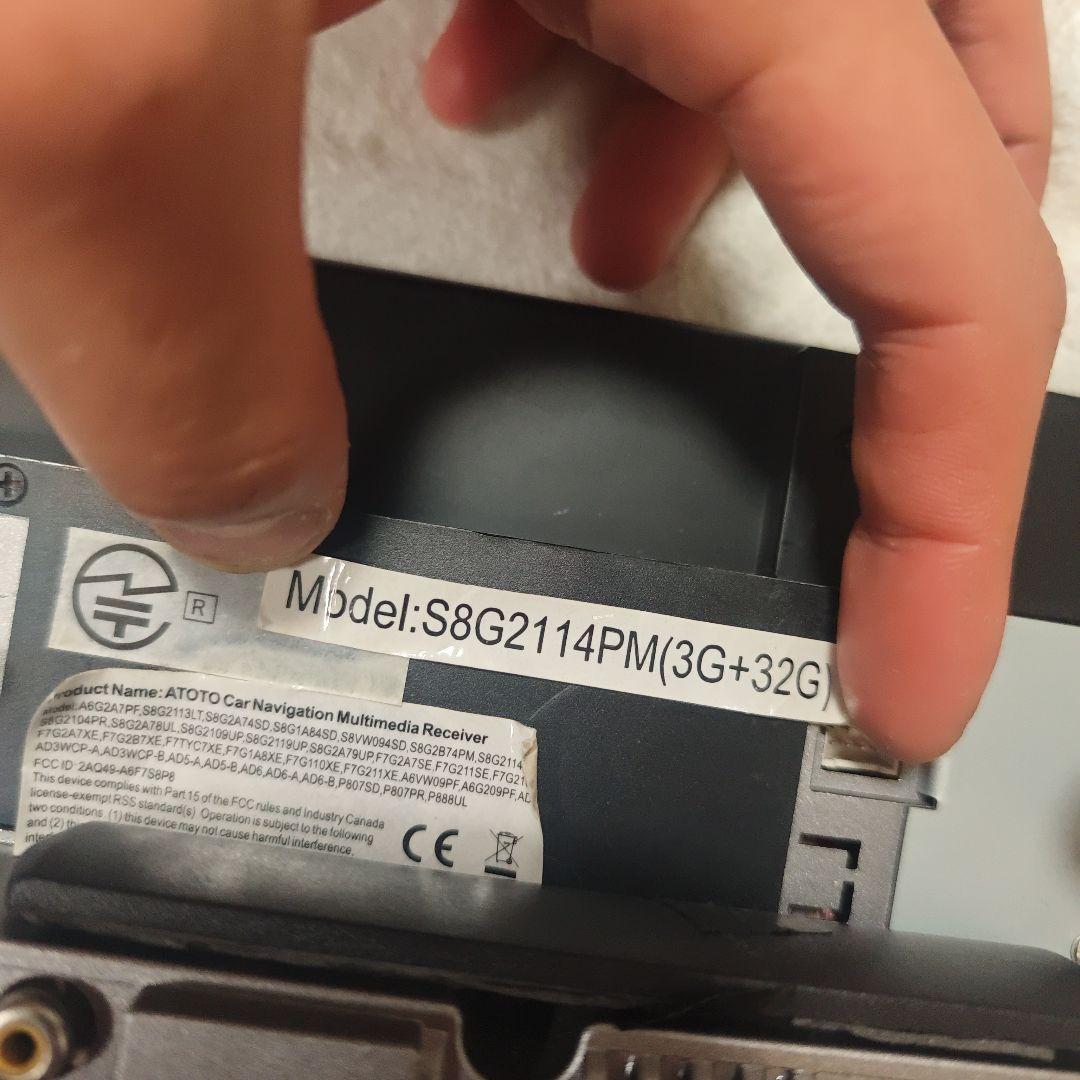 R
Model:S8G2114PM(3G+32G)
Product Name: ATOTO Car Navigation Multimedia Receiver
Model: A6G2A7PF,S8G2113LT,S8G2A74SD,S8G1A84SD,S8VW094SD,S8G2B74PM,S8G2114
S8G2104PR,S8G2A78UL,S8G2109UP,S8G2119UP,S8G2A79UP,F7G2A7SE,F7G211SE,F7G21
F7G2A7XE,F7G2B7XE,F7TYC7XE,F7G1A8XE,F7G110XE,F7G211XE,A6VW09PF,A6G209PF,AD
AD3WCP-A,AD3WCP-B,AD5-A,AD5-B,AD6,AD6-A,AD6-B,P807SD,P807PR,P888UL
FCC ID: 2AQ49-A6F7S8P8
This device complies with Part 15 of the FCC rules and Industry Canada
license-exempt RSS standard(s) Operation is subject to the following
two conditions. (1) this device may not cause harmful interference,
and (2)
CE